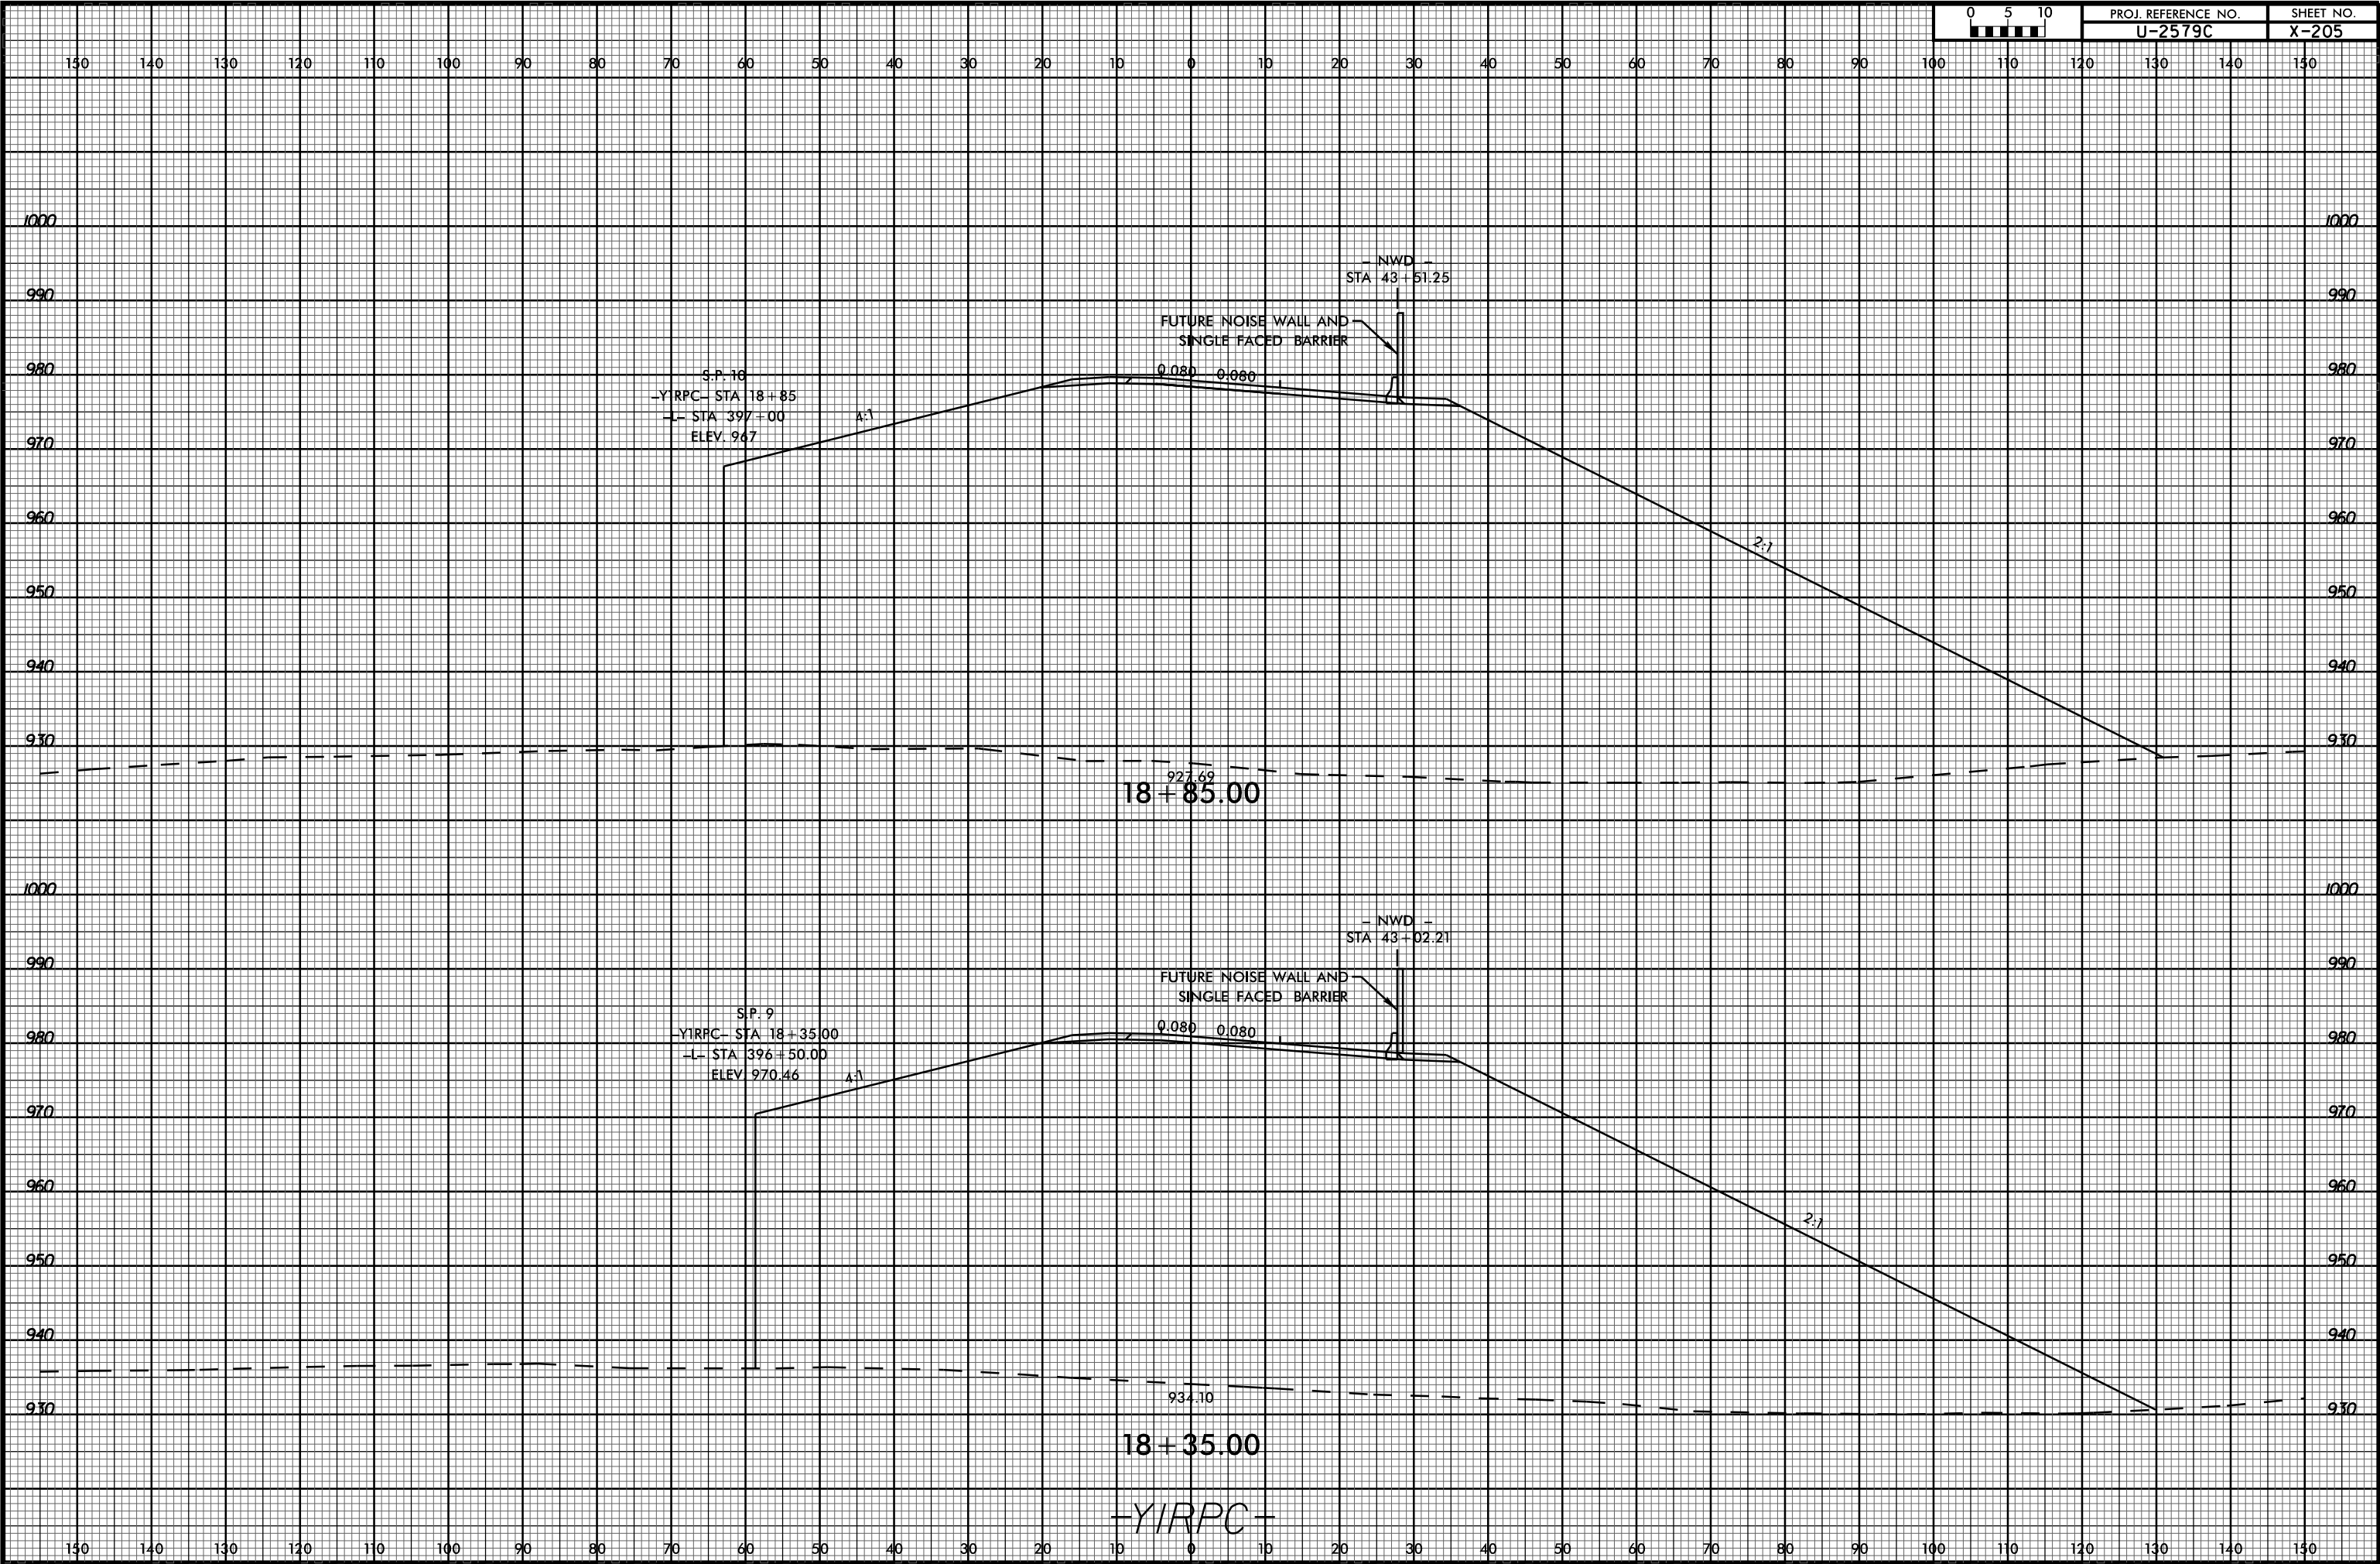 0 5 10
PROJ. REFERENCE NO. SHEET NO.
U-2579C X-205
150 140 130 120 110 100 90 80 70 60 50 40 30 20 10 0 10 20 30 40 50 60 70 80 90 100 110 120 130 140 150
1000 1000
- NWD -
STA 43+51.25
990 990
FUTURE NOISE WALL AND
SINGLE FACED BARRIER
980 980
0.080 0.080
S.P. 10
-Y1RPC- STA 18+85
-L- STA 397+00
ELEV. 967
4:1
970 970
960 960
2:1
950 950
940 940
930 930
927.69
18+85.00
1000 1000
- NWD -
STA 43+02.21
990 990
FUTURE NOISE WALL AND
SINGLE FACED BARRIER
S.P. 9
-Y1RPC- STA 18+35.00
-L- STA 396+50.00
ELEV. 970.46
0.080 0.080
980 980
4:1
970 970
960 960
2:1
950 950
940 940
934.10
930 930
18+35.00
-Y1RPC-
150 140 130 120 110 100 90 80 70 60 50 40 30 20 10 0 10 20 30 40 50 60 70 80 90 100 110 120 130 140 150